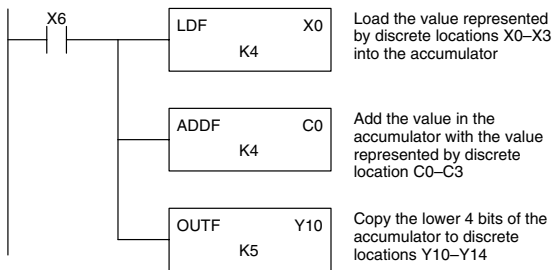 X6
LDF X0
K4
Load the value represented
by discrete locations X0–X3
into the accumulator
ADDF C0
K4
Add the value in the
accumulator with the value
represented by discrete
location C0–C3
OUTF Y10
K5
Copy the lower 4 bits of the
accumulator to discrete
locations Y10–Y14